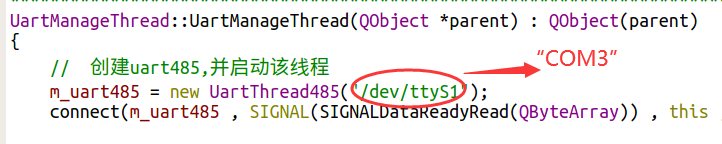 UartManageThread::UartManageThread(QObject *parent) : QObject(parent)
{
// 创建uart485,并启动该线程
m_uart485 = new UartThread485("/dev/ttyS1");
connect(m_uart485 , SIGNAL(SIGNALDataReadyRead(QByteArray)) , this ,
“COM3”